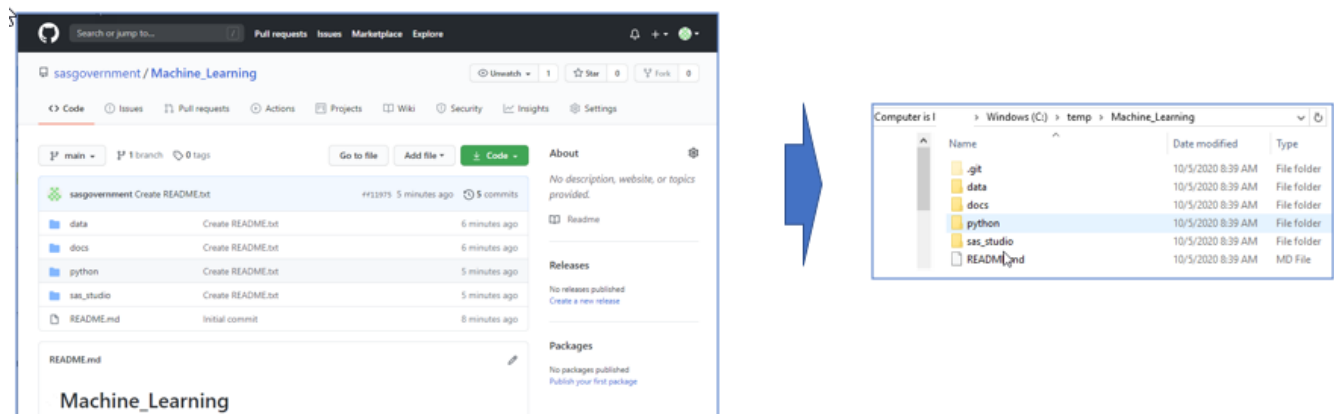 Search or jump to... / Pull requests Issues Marketplace Explore
sasgovernment / Machine_Learning Unwatch 1 Star 0 Fork 0
Code Issues Pull requests Actions Projects Wiki Security Insights Settings
main 1 branch 0 tags Go to file Add file Code
sasgovernment Create README.txt 5 minutes ago 5 commits
data Create README.txt 6 minutes ago
docs Create README.txt 6 minutes ago
python Create README.txt 5 minutes ago
sas_studio Create README.txt 5 minutes ago
README.md Initial commit 8 minutes ago
README.md
Machine_Learning
About
No description, website, or topics
provided.
Readme
Releases
No releases published
Create a new release
Packages
No packages published
Publish your first package
Computer is l > Windows (C:) > temp > Machine_Learning
Name Date modified Type
.git 10/5/2020 8:39 AM File folder
data 10/5/2020 8:39 AM File folder
docs 10/5/2020 8:39 AM File folder
python 10/5/2020 8:39 AM File folder
sas_studio 10/5/2020 8:39 AM File folder
README.md 10/5/2020 8:39 AM MD File